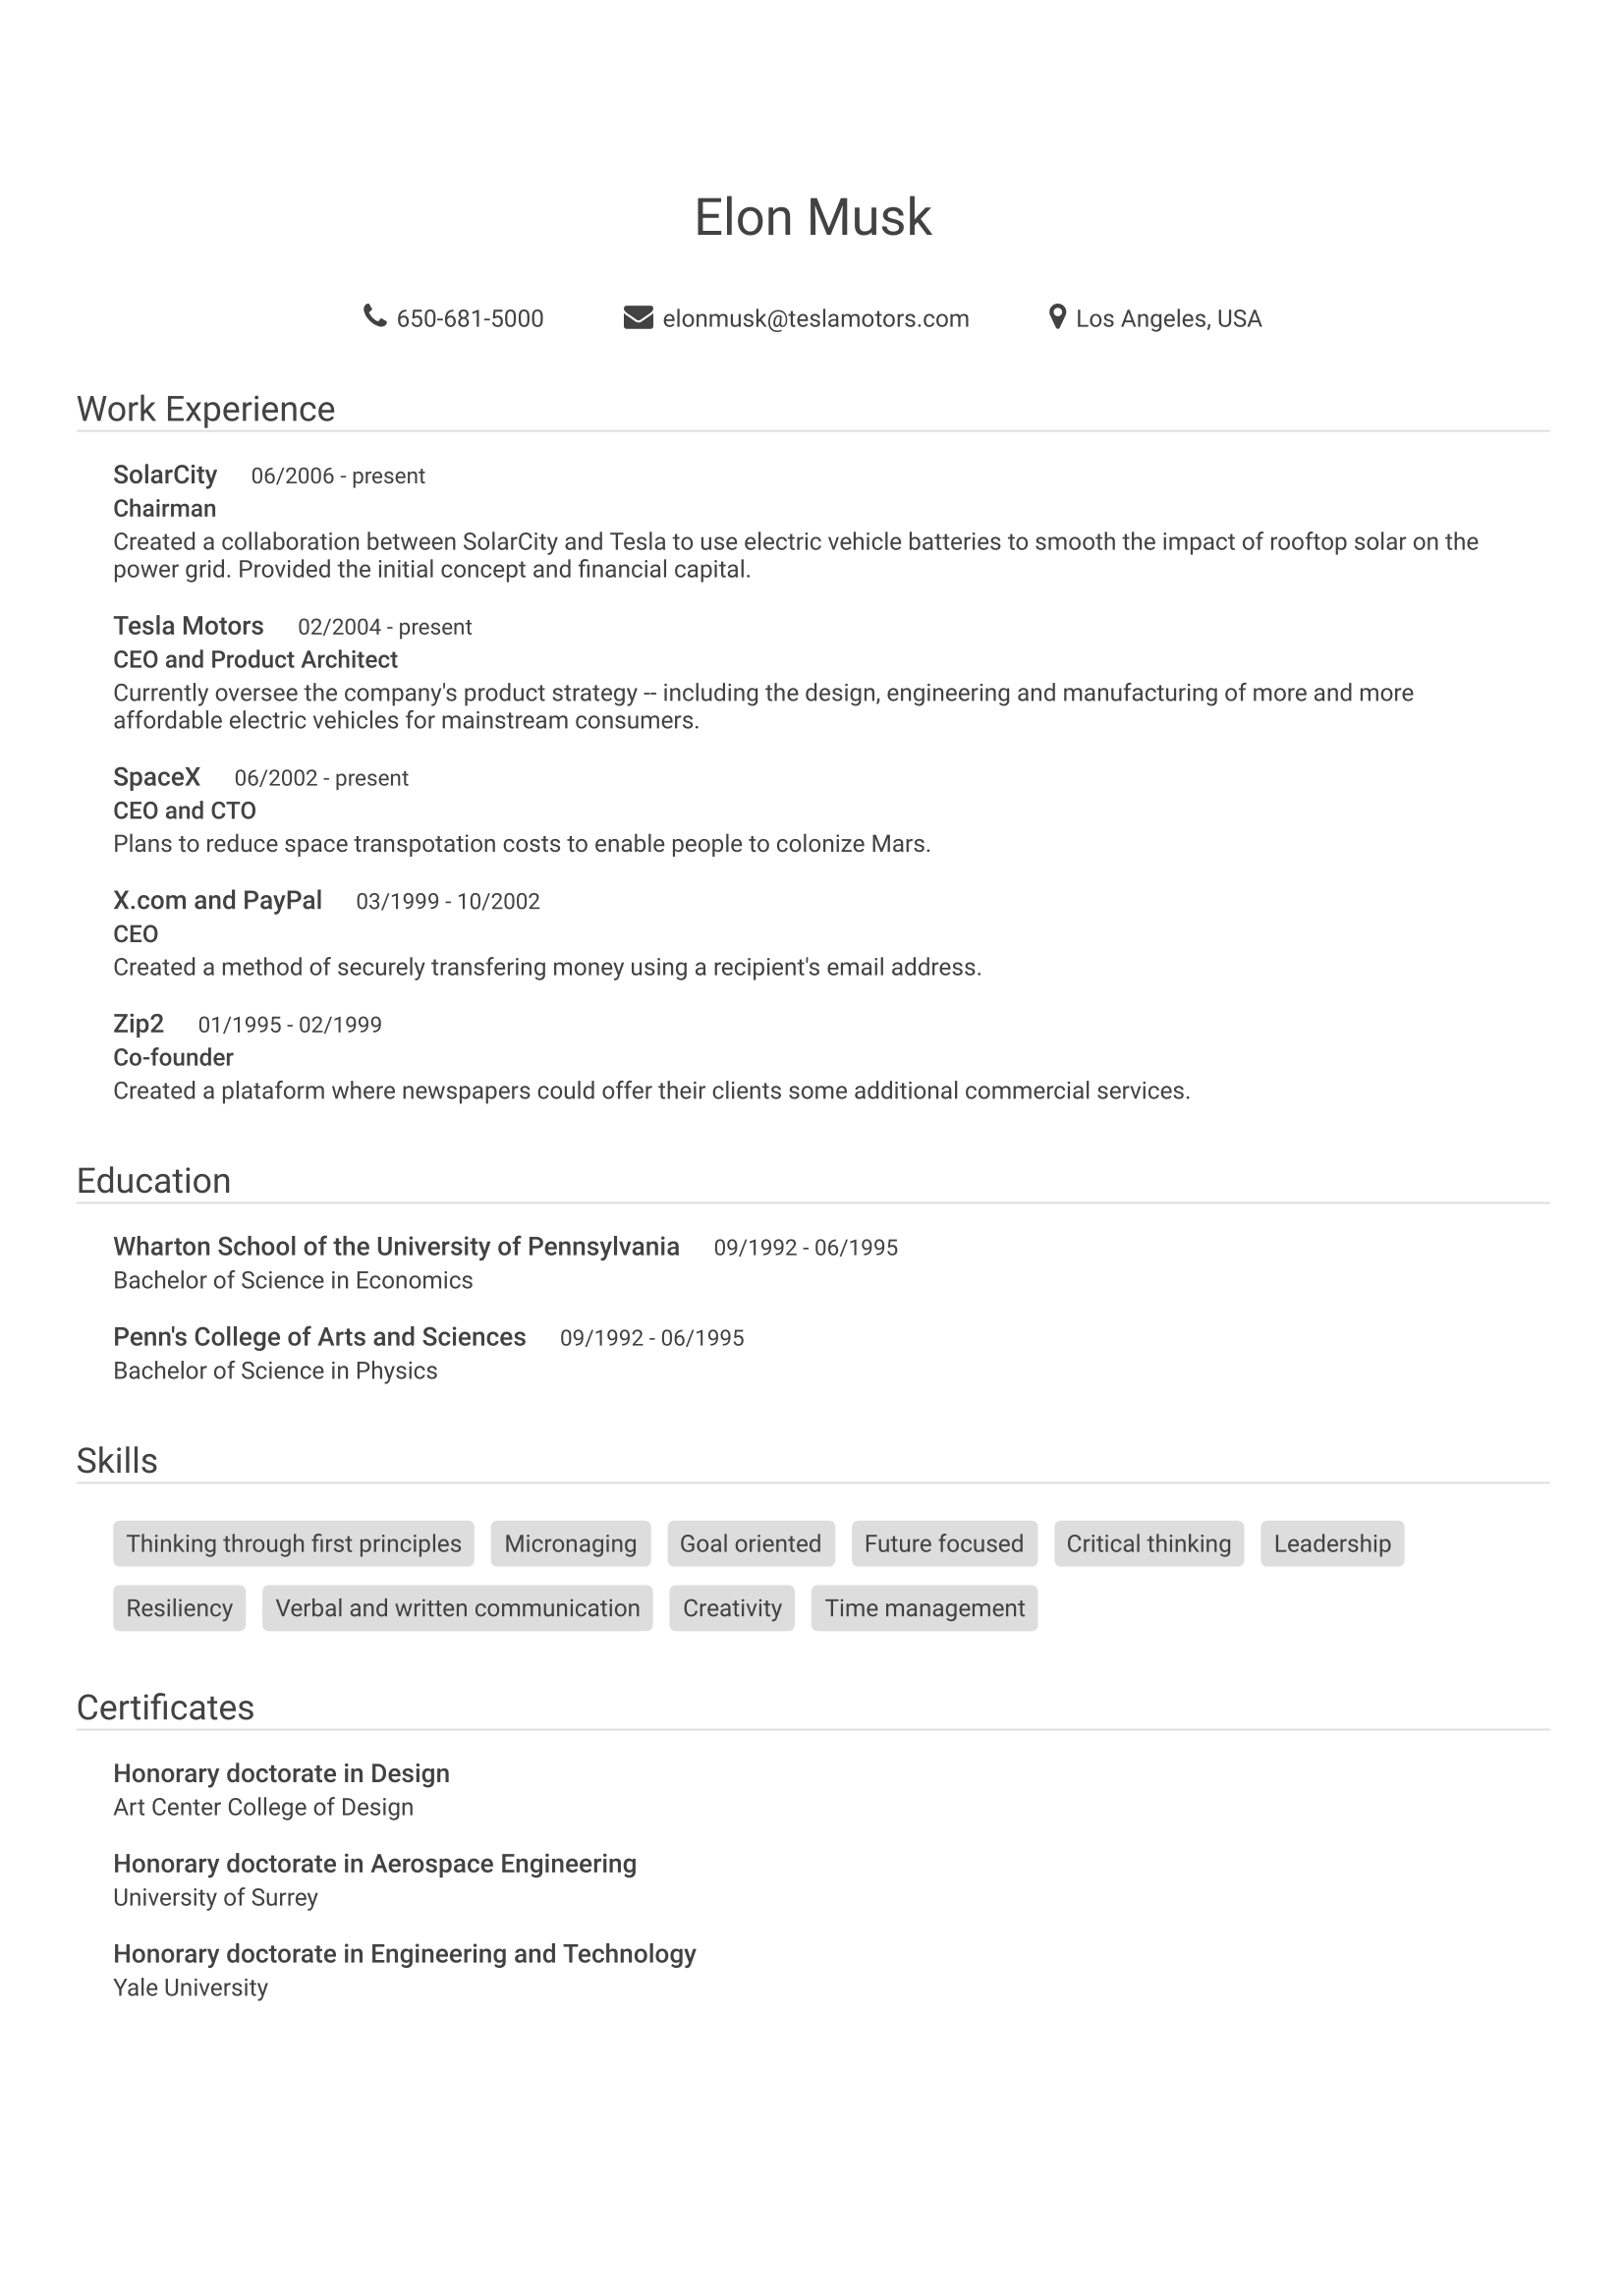 Elon Musk
650-681-5000 elonmusk@teslamotors.com Los Angeles, USA
Work Experience
SolarCity 06/2006 - present
Chairman
Created a collaboration between SolarCity and Tesla to use electric vehicle batteries to smooth the impact of rooftop solar on the
power grid. Provided the initial concept and financial capital.
Tesla Motors 02/2004 - present
CEO and Product Architect
Currently oversee the company's product strategy -- including the design, engineering and manufacturing of more and more
affordable electric vehicles for mainstream consumers.
SpaceX 06/2002 - present
CEO and CTO
Plans to reduce space transpotation costs to enable people to colonize Mars.
X.com and PayPal 03/1999 - 10/2002
CEO
Created a method of securely transfering money using a recipient's email address.
Zip2 01/1995 - 02/1999
Co-founder
Created a plataform where newspapers could offer their clients some additional commercial services.
Education
Wharton School of the University of Pennsylvania 09/1992 - 06/1995
Bachelor of Science in Economics
Penn's College of Arts and Sciences 09/1992 - 06/1995
Bachelor of Science in Physics
Skills
Thinking through first principles Micronaging Goal oriented Future focused Critical thinking Leadership
Resiliency Verbal and written communication Creativity Time management
Certificates
Honorary doctorate in Design
Art Center College of Design
Honorary doctorate in Aerospace Engineering
University of Surrey
Honorary doctorate in Engineering and Technology
Yale University